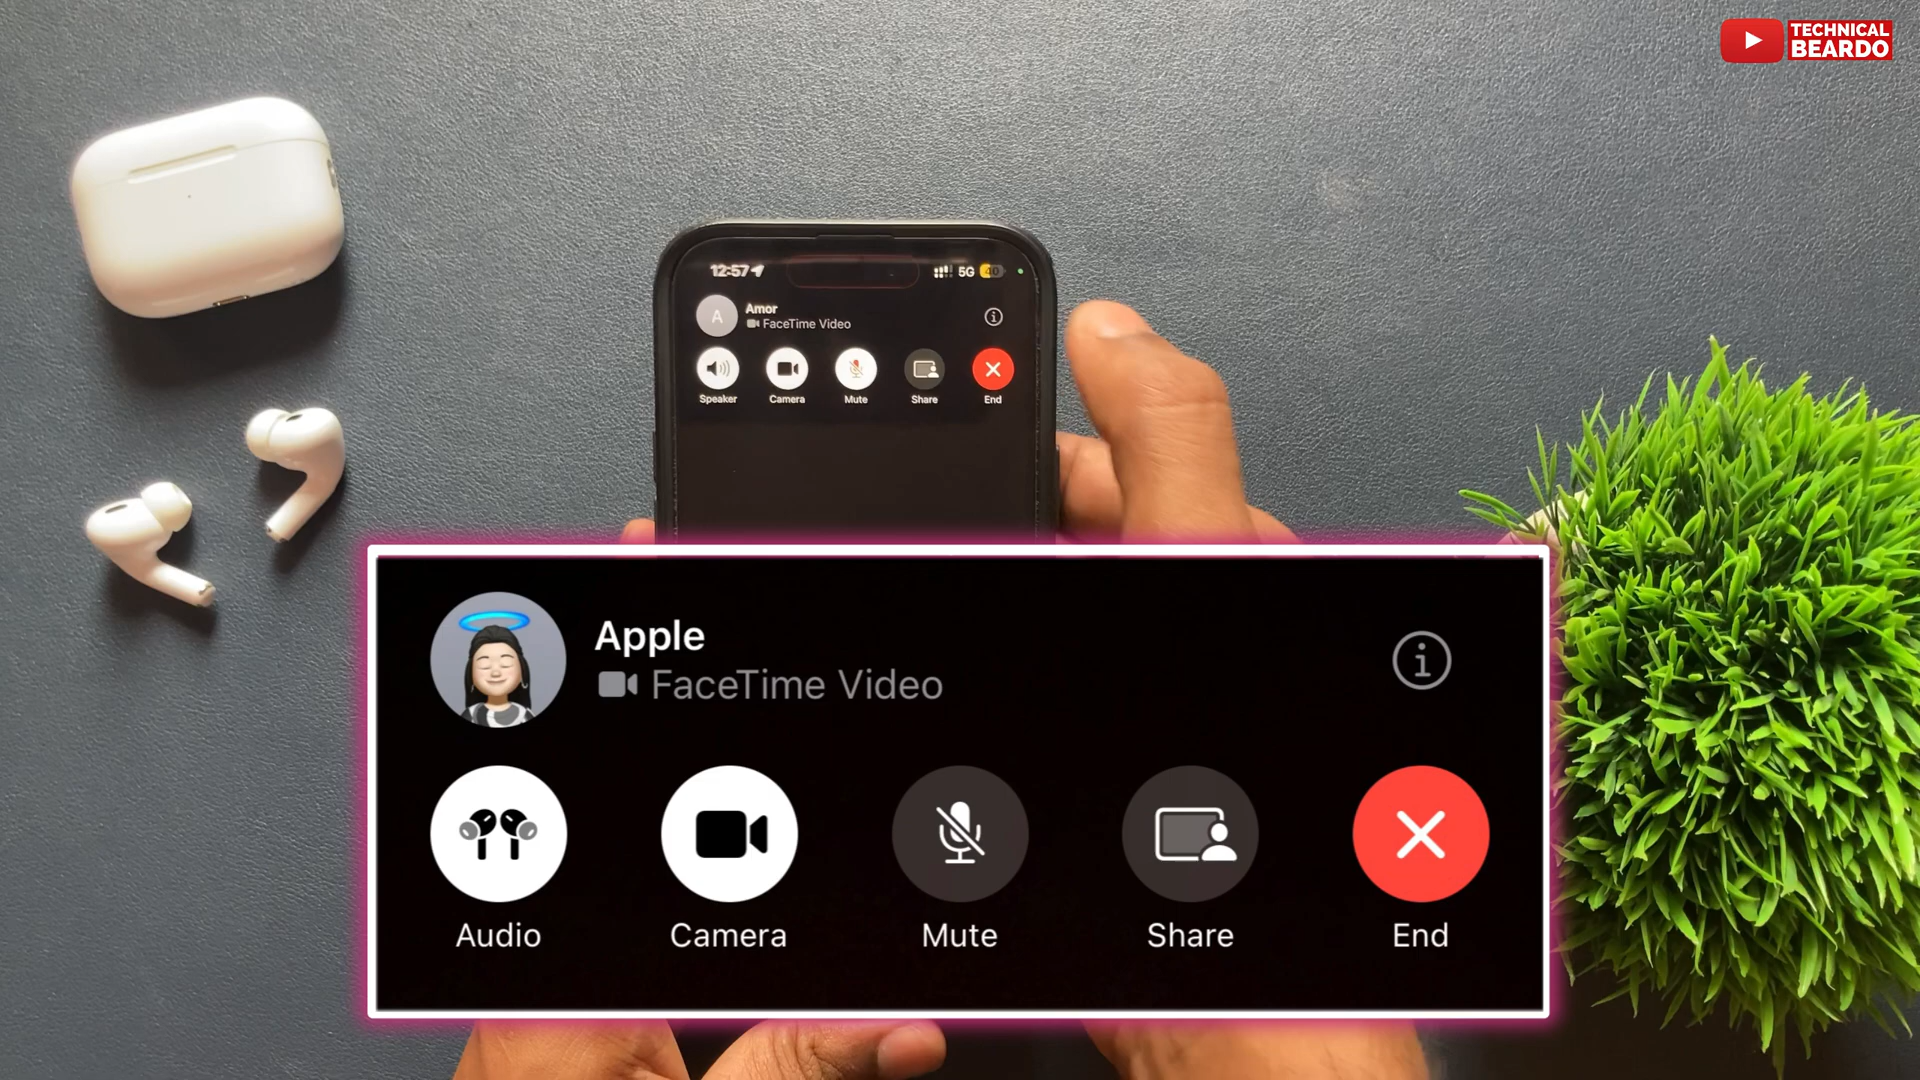 TECHNICAL
BEARDO
12:57
5G
40
A
Amor
FaceTime Video
Speaker
Camera
Mute
Share
End
Apple
FaceTime Video
Audio
Camera
Mute
Share
End